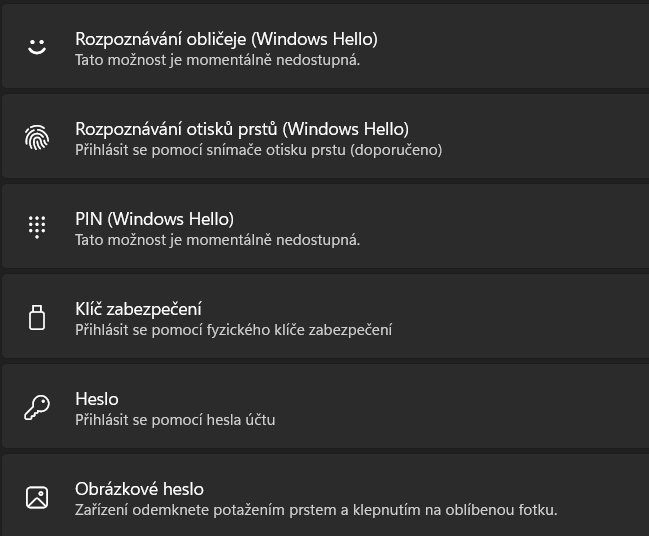 Rozpoznávání obličeje (Windows Hello)
Tato možnost je momentálně nedostupná.
Rozpoznávání otisků prstů (Windows Hello)
Přihlásit se pomocí snímače otisku prstu (doporučeno)
PIN (Windows Hello)
Tato možnost je momentálně nedostupná.
Klíč zabezpečení
Přihlásit se pomocí fyzického klíče zabezpečení
Heslo
Přihlásit se pomocí hesla účtu
Obrázkové heslo
Zařízení odemknete potažením prstem a klepnutím na oblíbenou fotku.